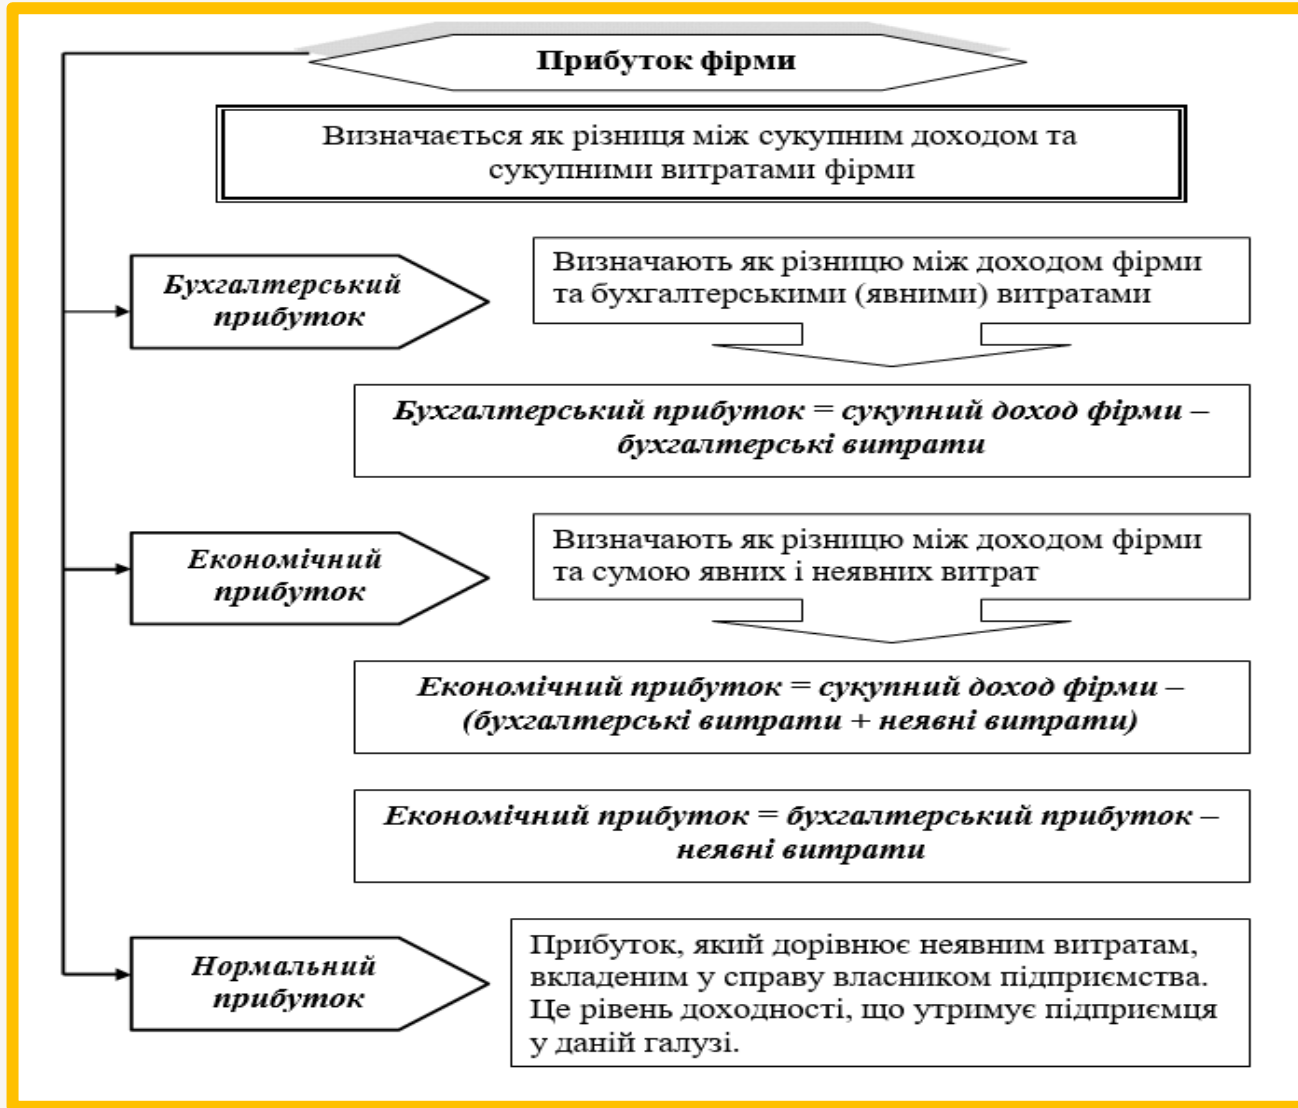 Прибуток фірми
Визначається як різниця між сукупним доходом та
сукупними витратами фірми
Бухгалтерський
прибуток
Визначають як різницю між доходом фірми
та бухгалтерськими (явними) витратами
Бухгалтерський прибуток = сукупний доход фірми –
бухгалтерські витрати
Економічний
прибуток
Визначають як різницю між доходом фірми
та сумою явних і неявних витрат
Економічний прибуток = сукупний доход фірми –
(бухгалтерські витрати + неявні витрати)
Економічний прибуток = бухгалтерський прибуток –
неявні витрати
Нормальний
прибуток
Прибуток, який дорівнює неявним витратам,
вкладеним у справу власником підприємства.
Це рівень доходності, що утримує підприємця
у даній галузі.